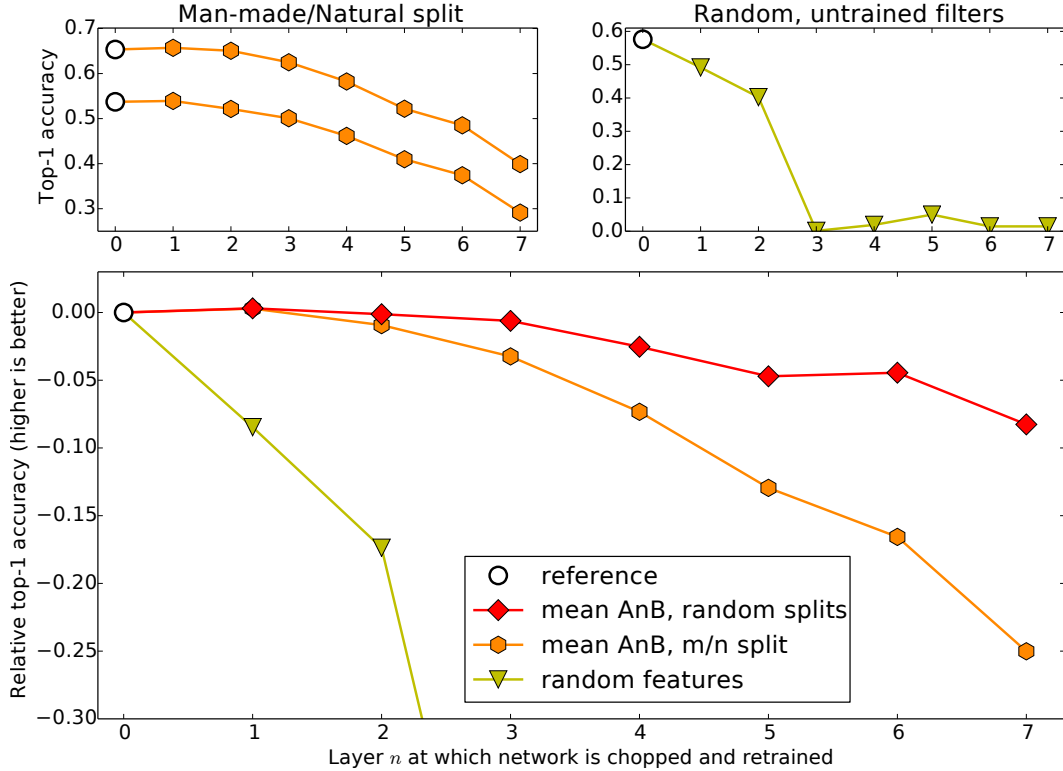 Man-made/Natural split
Top-1 accuracy
0.7
0.6
0.5
0.4
0.3
0 1 2 3 4 5 6 7
Random, untrained filters
0.6
0.5
0.4
0.3
0.2
0.1
0.0
0 1 2 3 4 5 6 7
Relative top-1 accuracy (higher is better)
0.00
−0.05
−0.10
−0.15
−0.20
−0.25
−0.30
reference
mean AnB, random splits
mean AnB, m/n split
random features
0 1 2 3 4 5 6 7
Layer n at which network is chopped and retrained